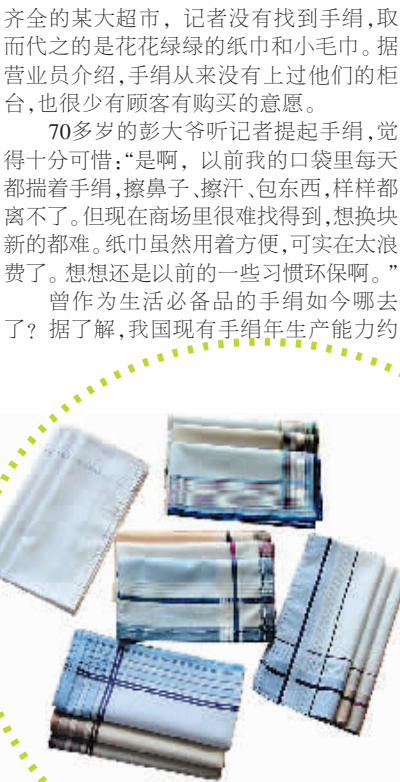 齐全的某大超市，记者没有找到手绢,取
而代之的是花花绿绿的纸巾和小毛巾。据
营业员介绍,手绢从来没有上过他们的柜
台,也很少有顾客有购买的意愿。
70多岁的彭大爷听记者提起手绢,觉
得十分可惜:“是啊，以前我的口袋里每天
都揣着手绢,擦鼻子、擦汗、包东西,样样都
离不了。但现在商场里很难找得到,想换块
新的都难。纸巾虽然用着方便,可实在太浪
费了。想想还是以前的一些习惯环保啊。”
曾作为生活必备品的手绢如今哪去
了？据了解,我国现有手绢年生产能力约